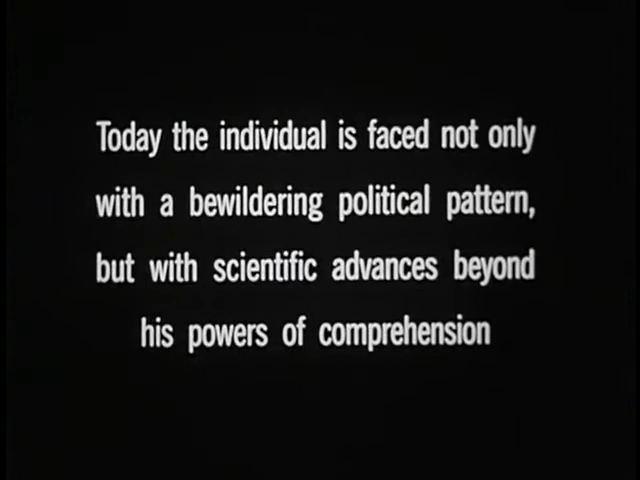 Today the individual is faced not only
with a bewildering political pattern,
but with scientific advances beyond
his powers of comprehension